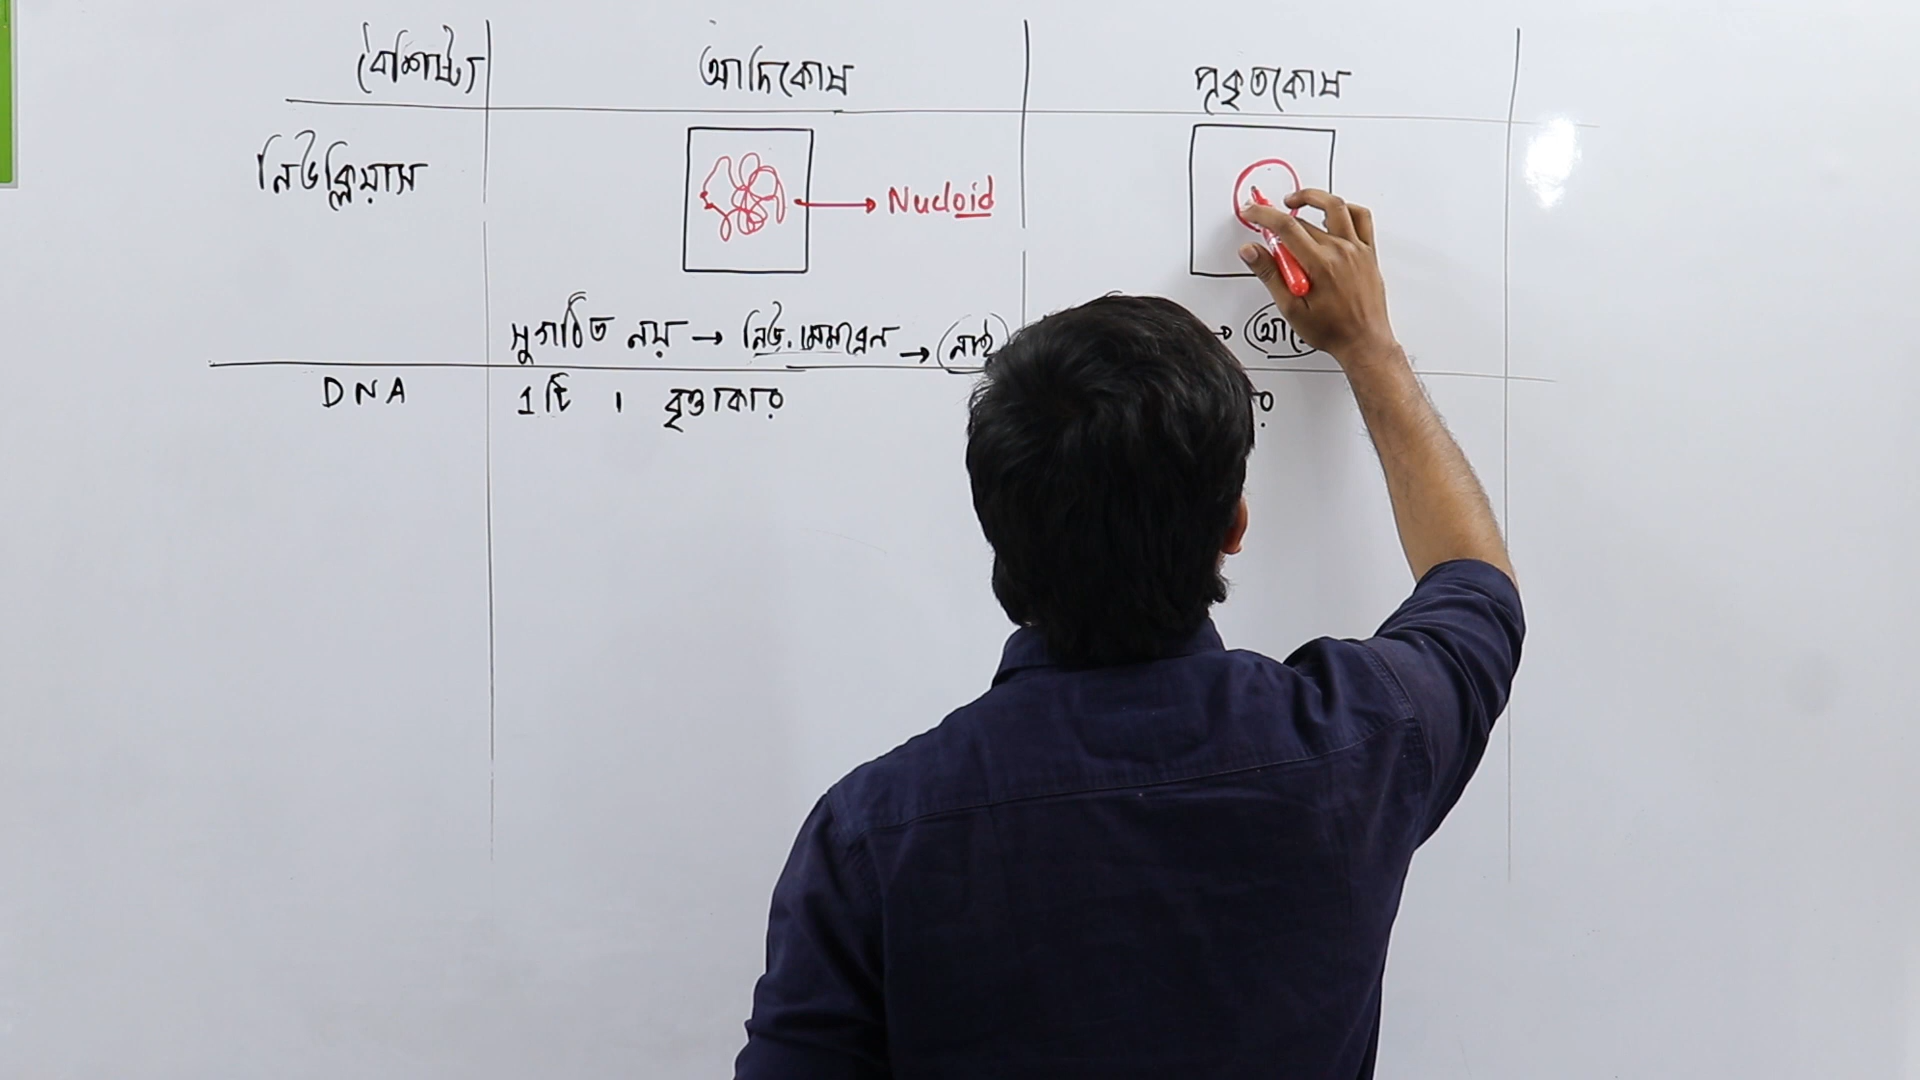 বৈশিষ্ট্য আদিকোষ প্রকৃতকোষ
নিউক্লিয়াস
Nucloid
সুগঠিত নয় → নিউ. মেমব্রেন → নাই →
DNA 1টি । বৃত্তাকার